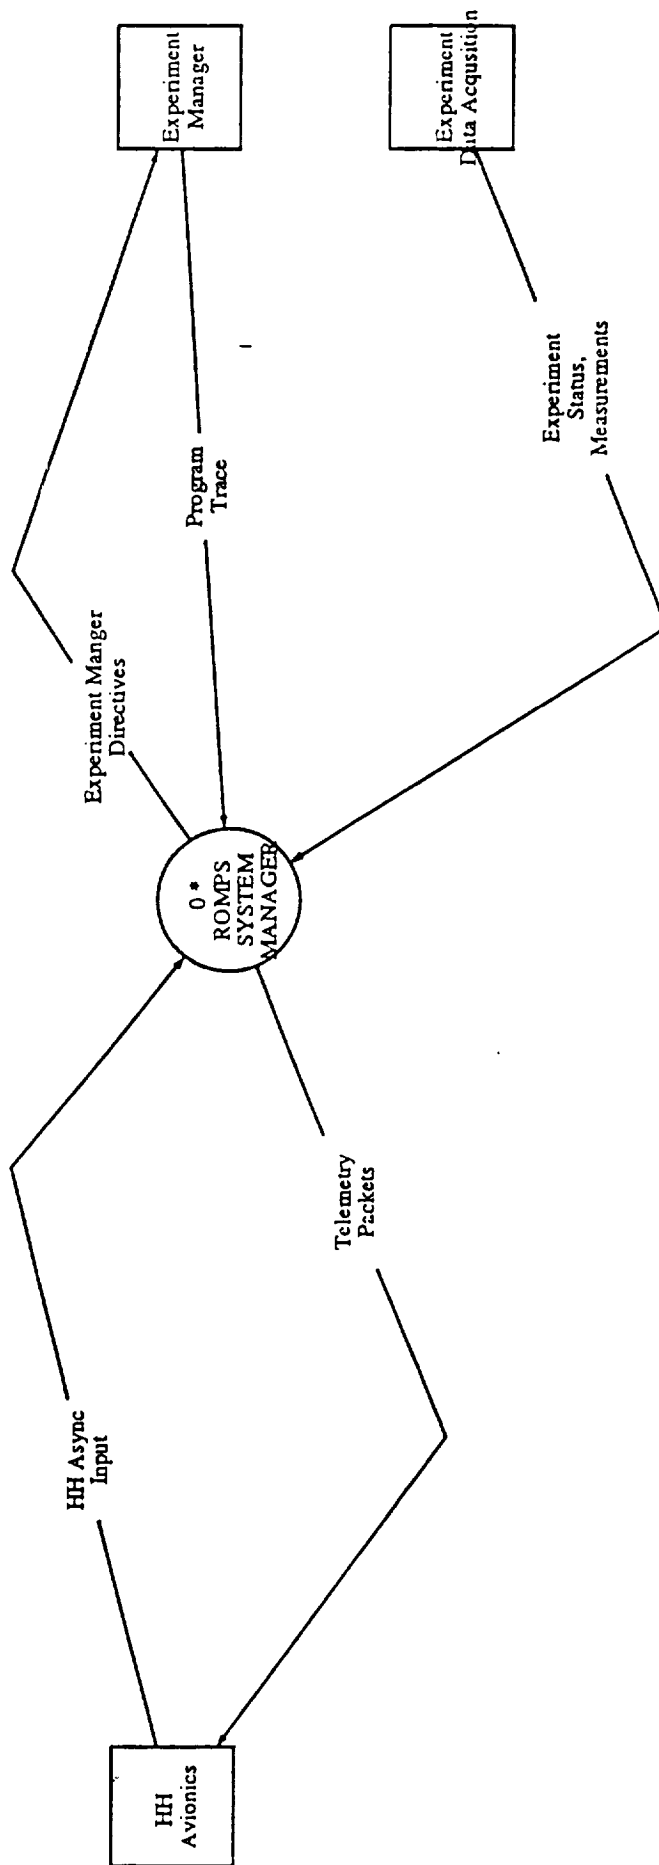 HH
Avionics
HH Async
Input
Telemetry
Packets
0 *
ROMPS
SYSTEM
MANAGER
Experiment Manger
Directives
Program
Trace
Experiment
Status,
Measurements
Experiment
Manager
Experiment
Data Acqusition